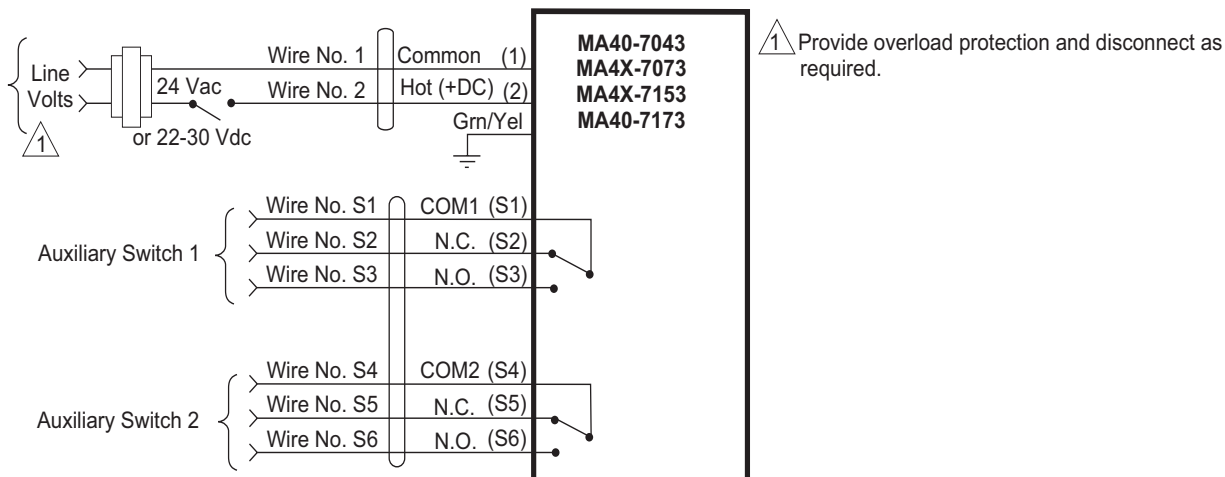 Line
Volts
1
24 Vac
or 22-30 Vdc
Wire No. 1 Common (1)
Wire No. 2 Hot (+DC) (2)
Grn/Yel
MA40-7043
MA4X-7073
MA4X-7153
MA40-7173
1 Provide overload protection and disconnect as
required.
Auxiliary Switch 1
Wire No. S1 COM1 (S1)
Wire No. S2 N.C. (S2)
Wire No. S3 N.O. (S3)
Auxiliary Switch 2
Wire No. S4 COM2 (S4)
Wire No. S5 N.C. (S5)
Wire No. S6 N.O. (S6)